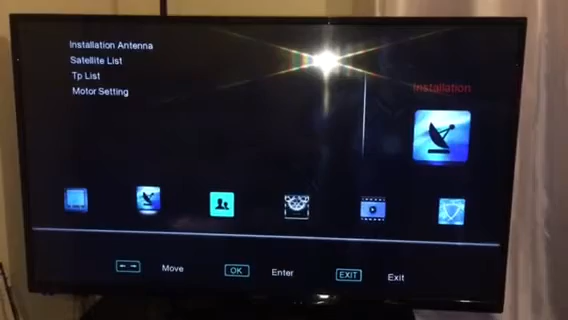 Installation Antenna
Satellite List
Tp List
Motor Setting
Installation
Move
OK
Enter
EXIT
Exit